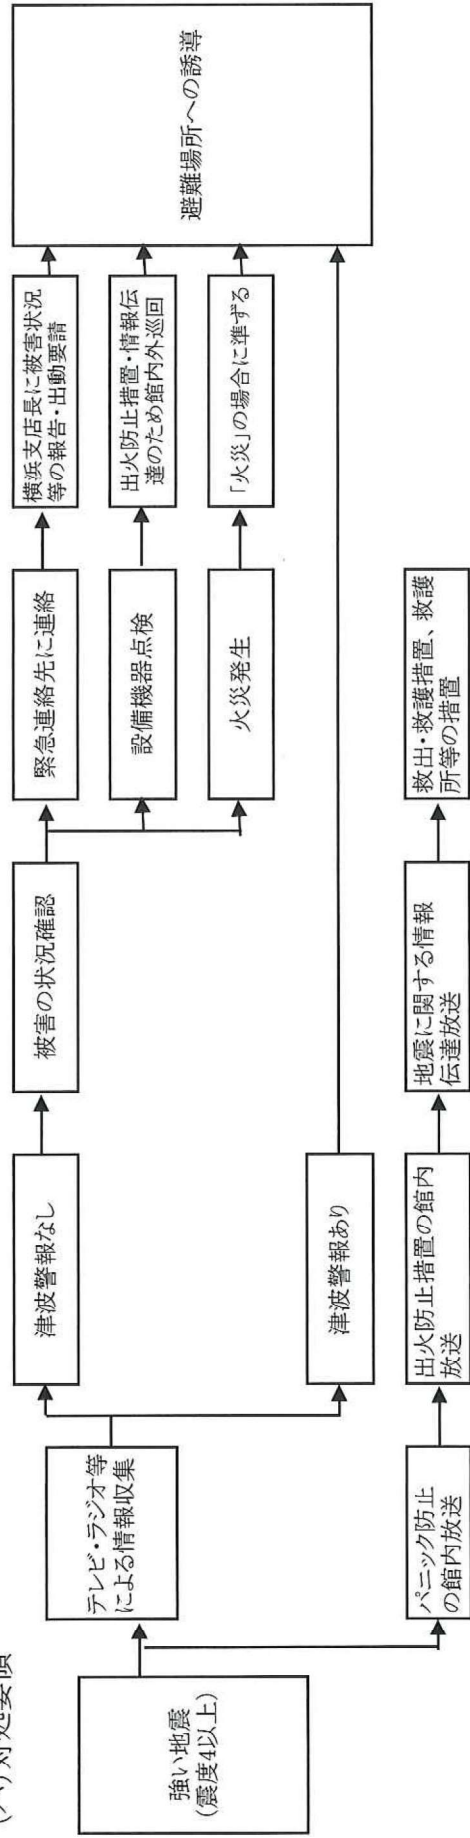 対処要領
強い地震
(震度4以上)
テレビ・ラジオ等
による情報収集
津波警報なし
被害の状況確認
緊急連絡先に連絡
横浜支店長に被害状況
等の報告・出動要請
設備機器点検
出火防止措置・情報伝
達のため館内外巡回
火災発生
「火災」の場合に準ずる
避難場所への誘導
津波警報あり
パニック防止
の館内放送
出火防止措置の館内
放送
地震に関する情報
伝達放送
救出・救護措置、救護
所等の措置